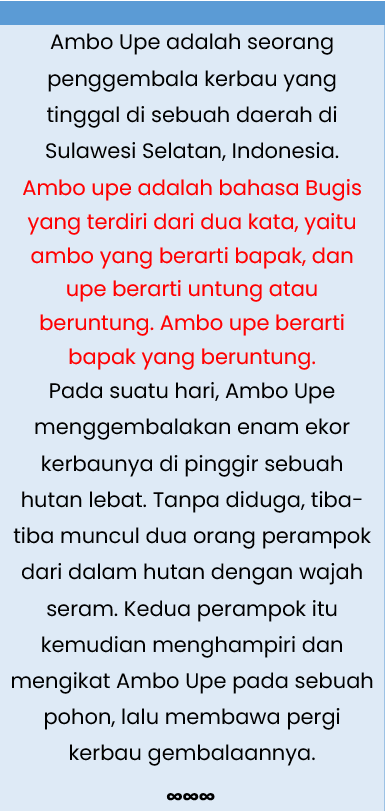 Ambo Upe adalah seorang
penggembala kerbau yang
tinggal di sebuah daerah di
Sulawesi Selatan, Indonesia.
Ambo upe adalah bahasa Bugis
yang terdiri dari dua kata, yaitu
ambo yang berarti bapak, dan
upe berarti untung atau
beruntung. Ambo upe berarti
bapak yang beruntung.
Pada suatu hari, Ambo Upe
menggembalakan enam ekor
kerbaunya di pinggir sebuah
hutan lebat. Tanpa diduga, tiba-
tiba muncul dua orang perampok
dari dalam hutan dengan wajah
seram. Kedua perampok itu
kemudian menghampiri dan
mengikat Ambo Upe pada sebuah
pohon, lalu membawa pergi
kerbau gembalaannya.
∞∞∞